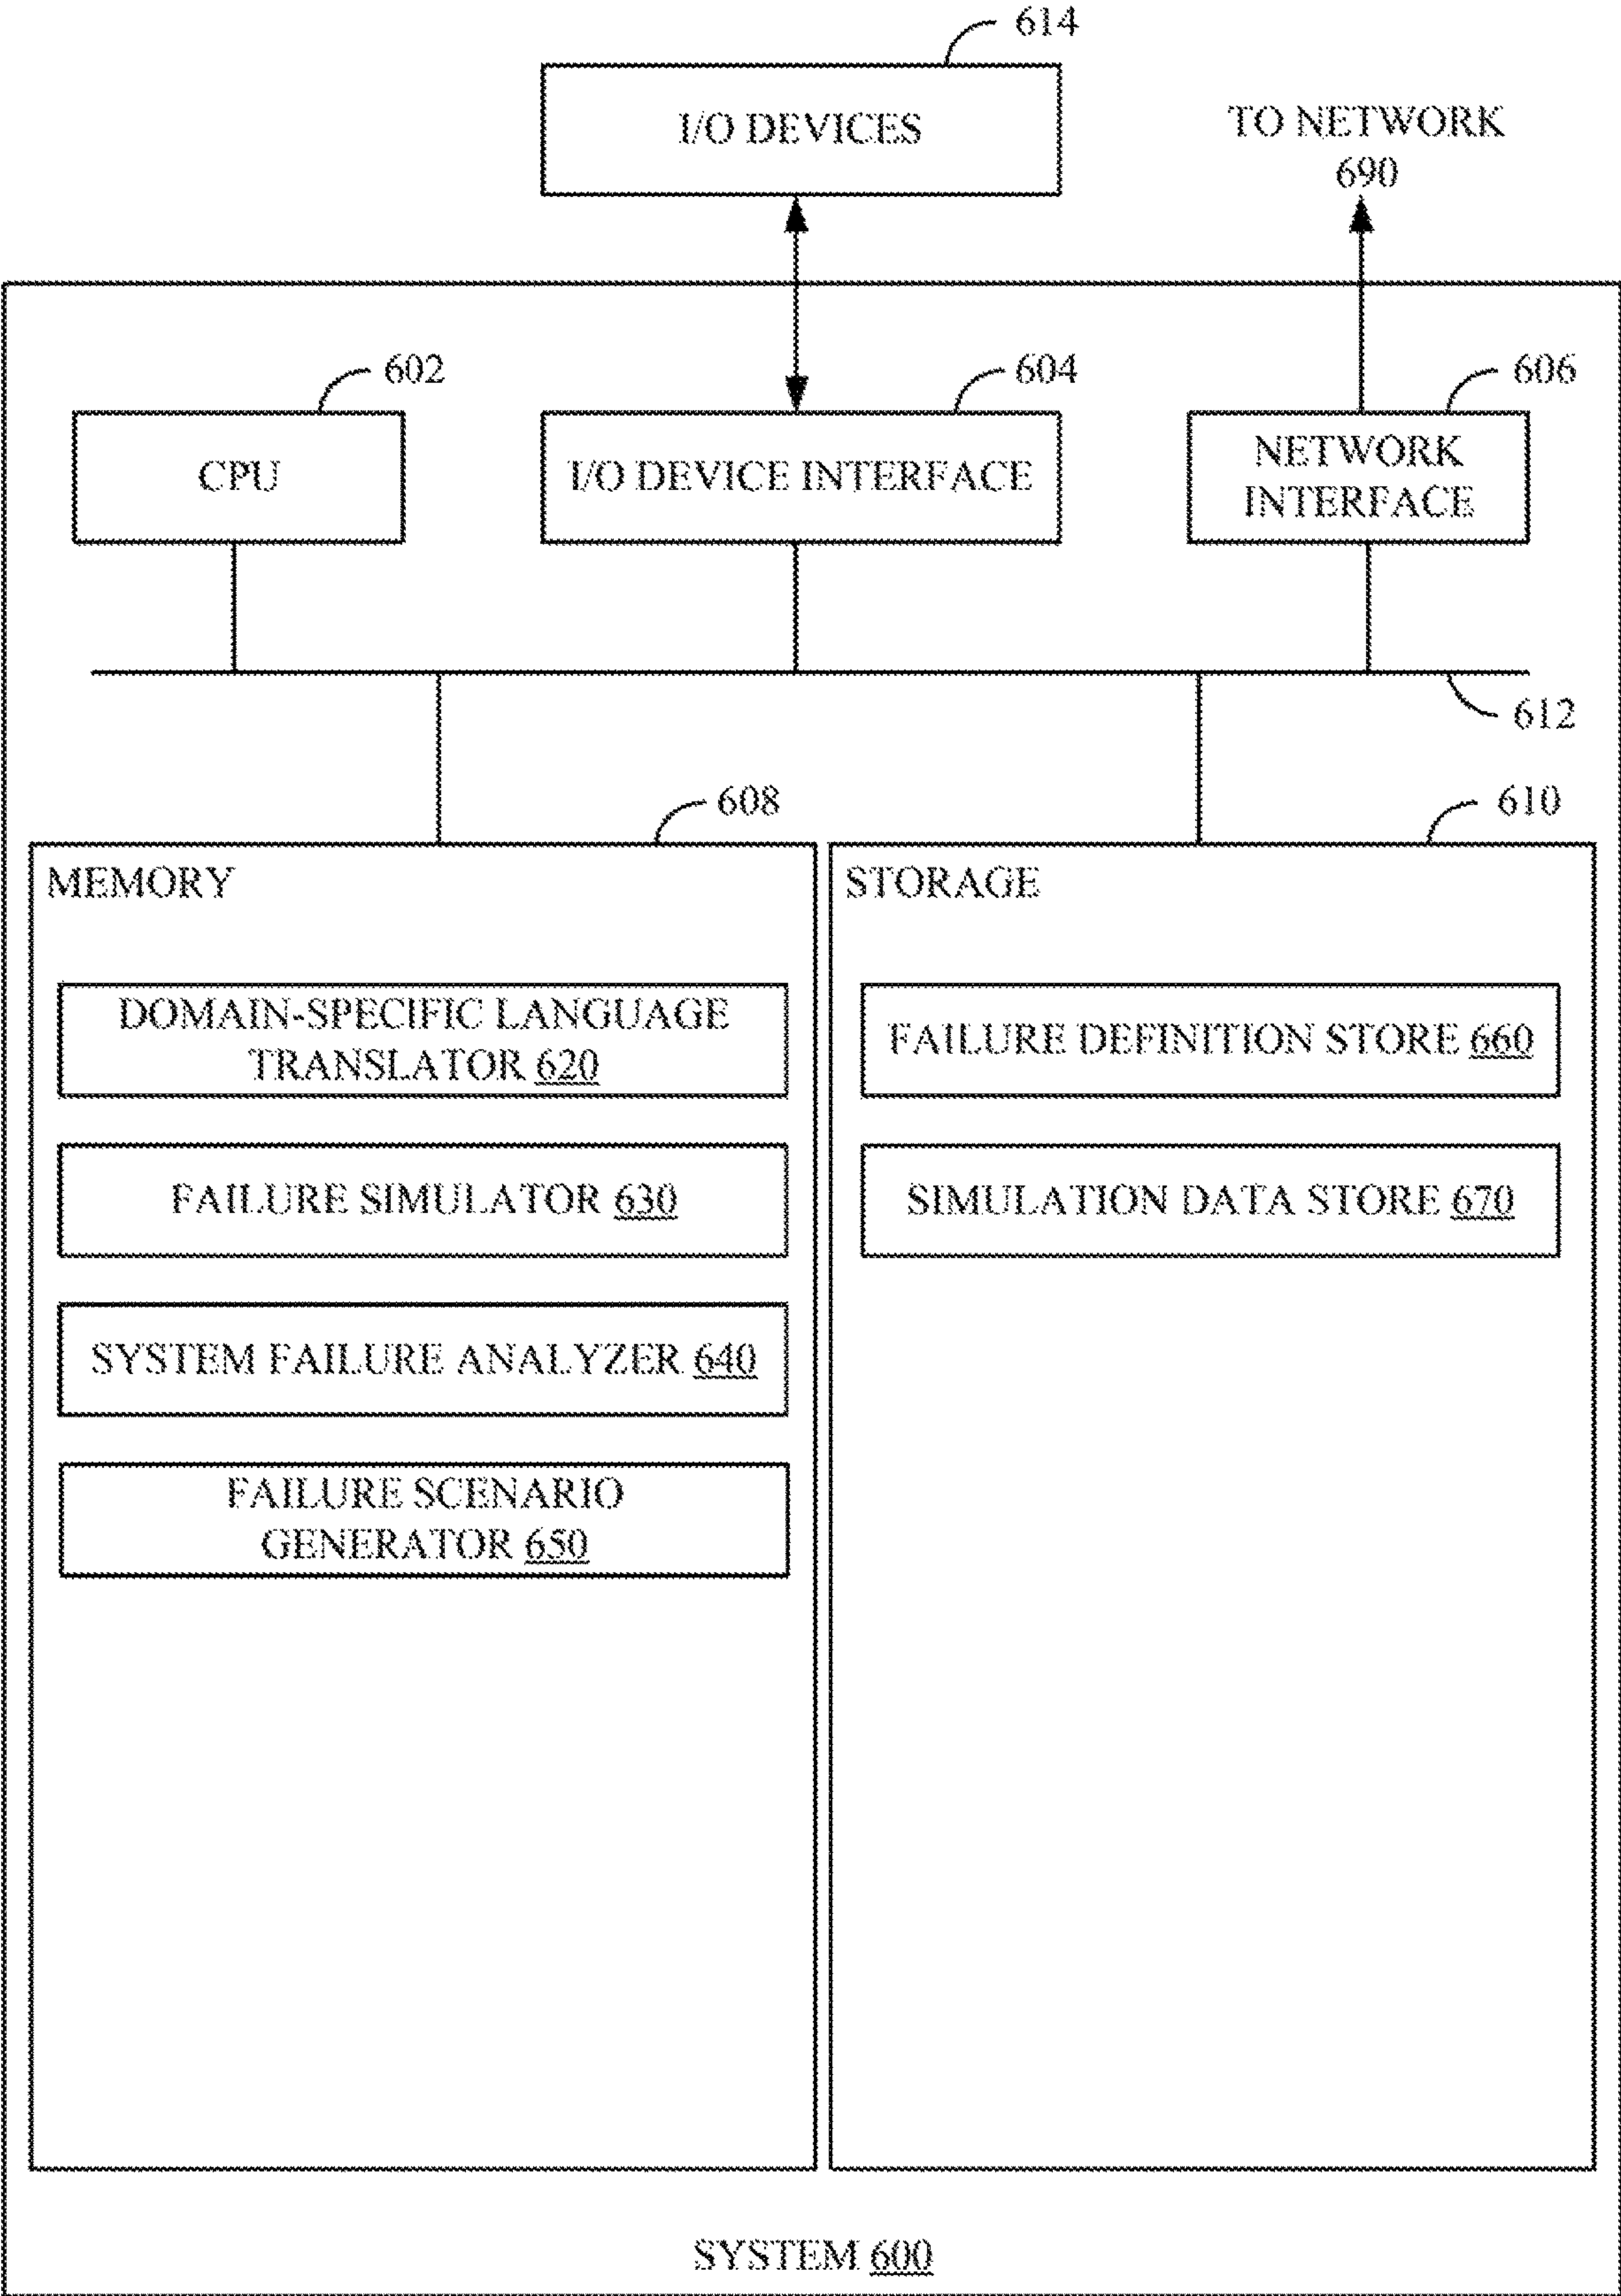 614
I/O DEVICES
TO NETWORK
690
602
604
606
CPU
I/O DEVICE INTERFACE
NETWORK
INTERFACE
612
608
610
MEMORY
STORAGE
DOMAIN-SPECIFIC LANGUAGE
TRANSLATOR 620
FAILURE DEFINITION STORE 660
FAILURE SIMULATOR 630
SIMULATION DATA STORE 670
SYSTEM FAILURE ANALYZER 640
FAILURE SCENARIO
GENERATOR 650
SYSTEM 600